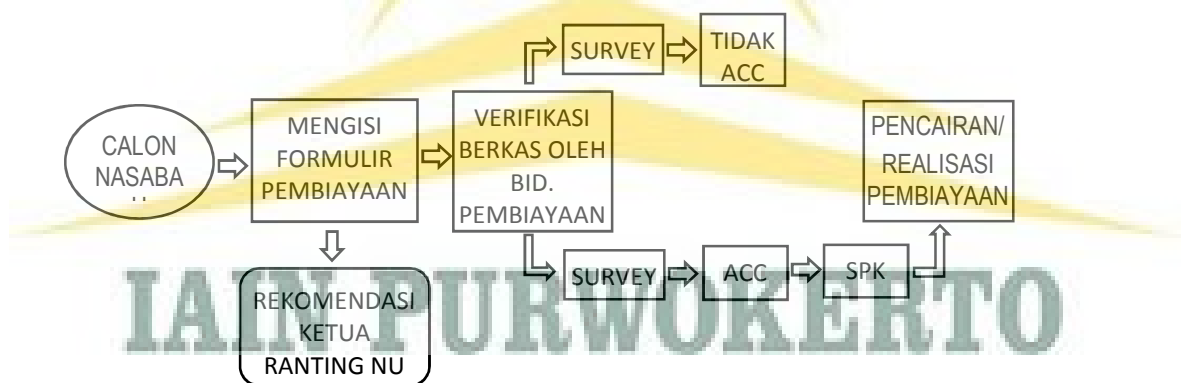 SURVEY
TIDAK
ACC
CALON
NASABA
MENGISI
FORMULIR
PEMBIAYAAN
VERIFIKASI
BERKAS OLEH
BID.
PEMBIAYAAN
PENCAIRAN/
REALISASI
PEMBIAYAAN
SURVEY
ACC
SPK
REKOMENDASI
KETUA
RANTING NU
IAIN PURWOKERTO